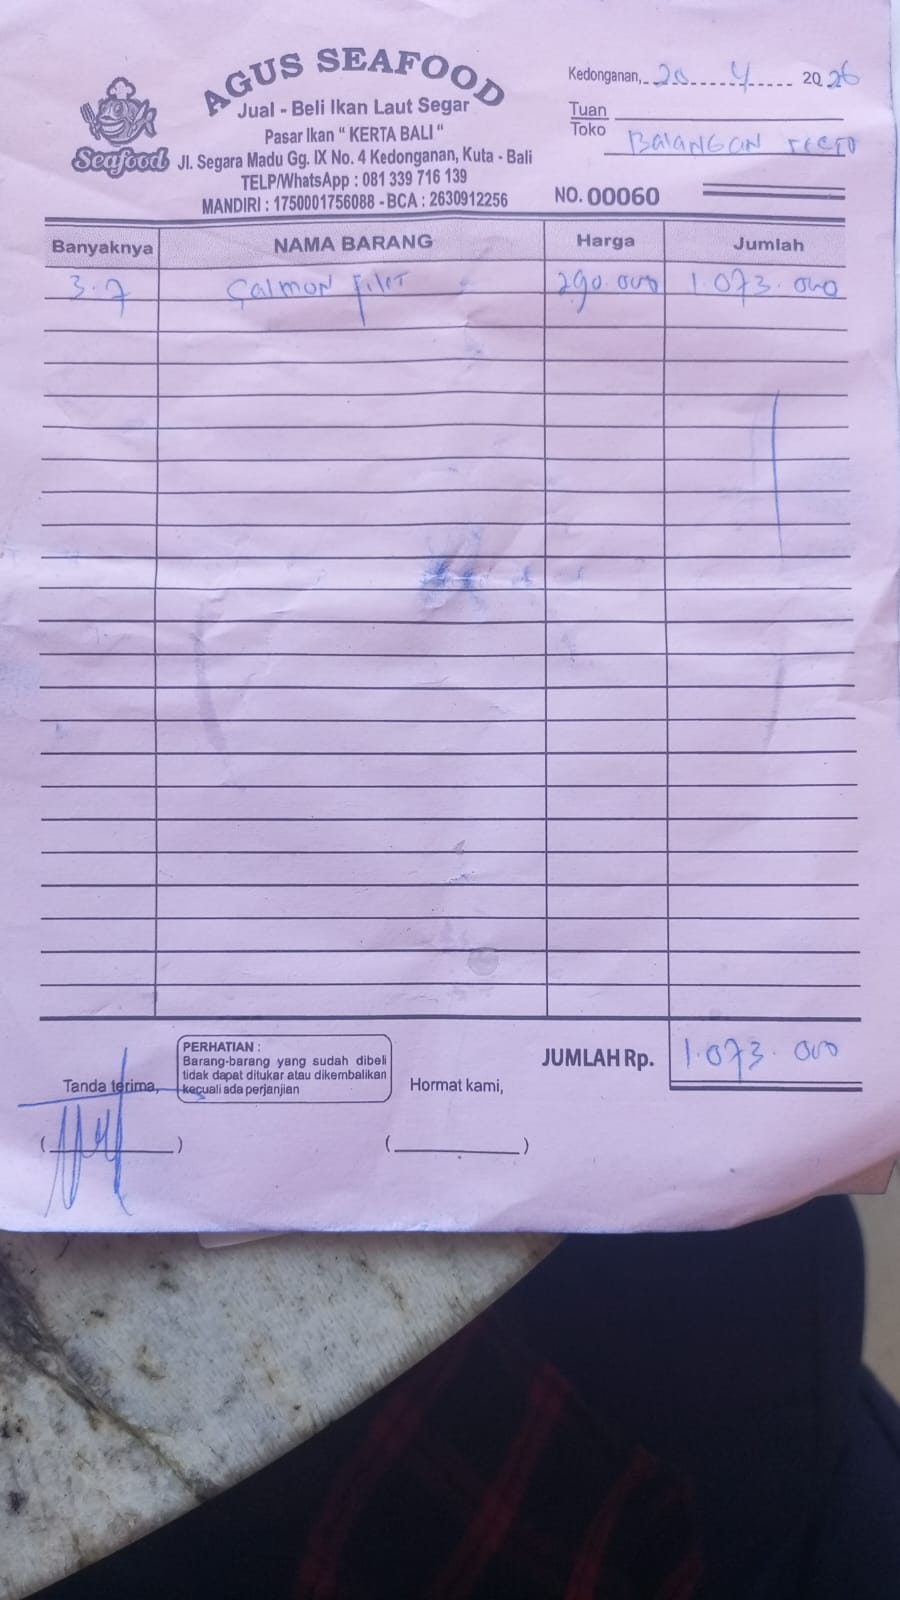 AGUS SEAFOOD
Jual - Beli Ikan Laut Segar
Pasar Ikan " KERTA BALI "
Seafood
Jl. Segara Madu Gg. IX No. 4 Kedonganan, Kuta - Bali
TELP/WhatsApp : 081 339 716 139
MANDIRI : 1750001756088 - BCA : 2630912256
Kedonganan, 20 4 2026
Tuan
Toko BALANGAN
NO. 00060
Banyaknya NAMA BARANG Harga Jumlah
3.7 Salmon filet 290.000 1.073.000
JUMLAH Rp. 1.073.000
PERHATIAN :
Barang-barang yang sudah dibeli
tidak dapat ditukar atau dikembalikan
kecuali ada perjanjian
Tanda terima,
Hormat kami,